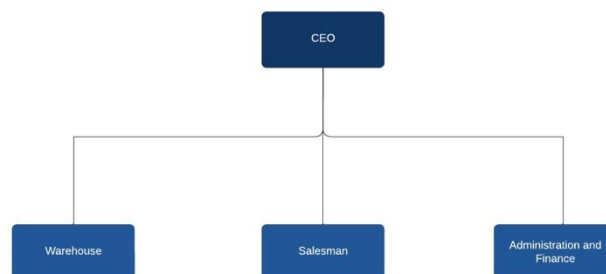 CEO
Warehouse
Salesman
Administration and
Finance